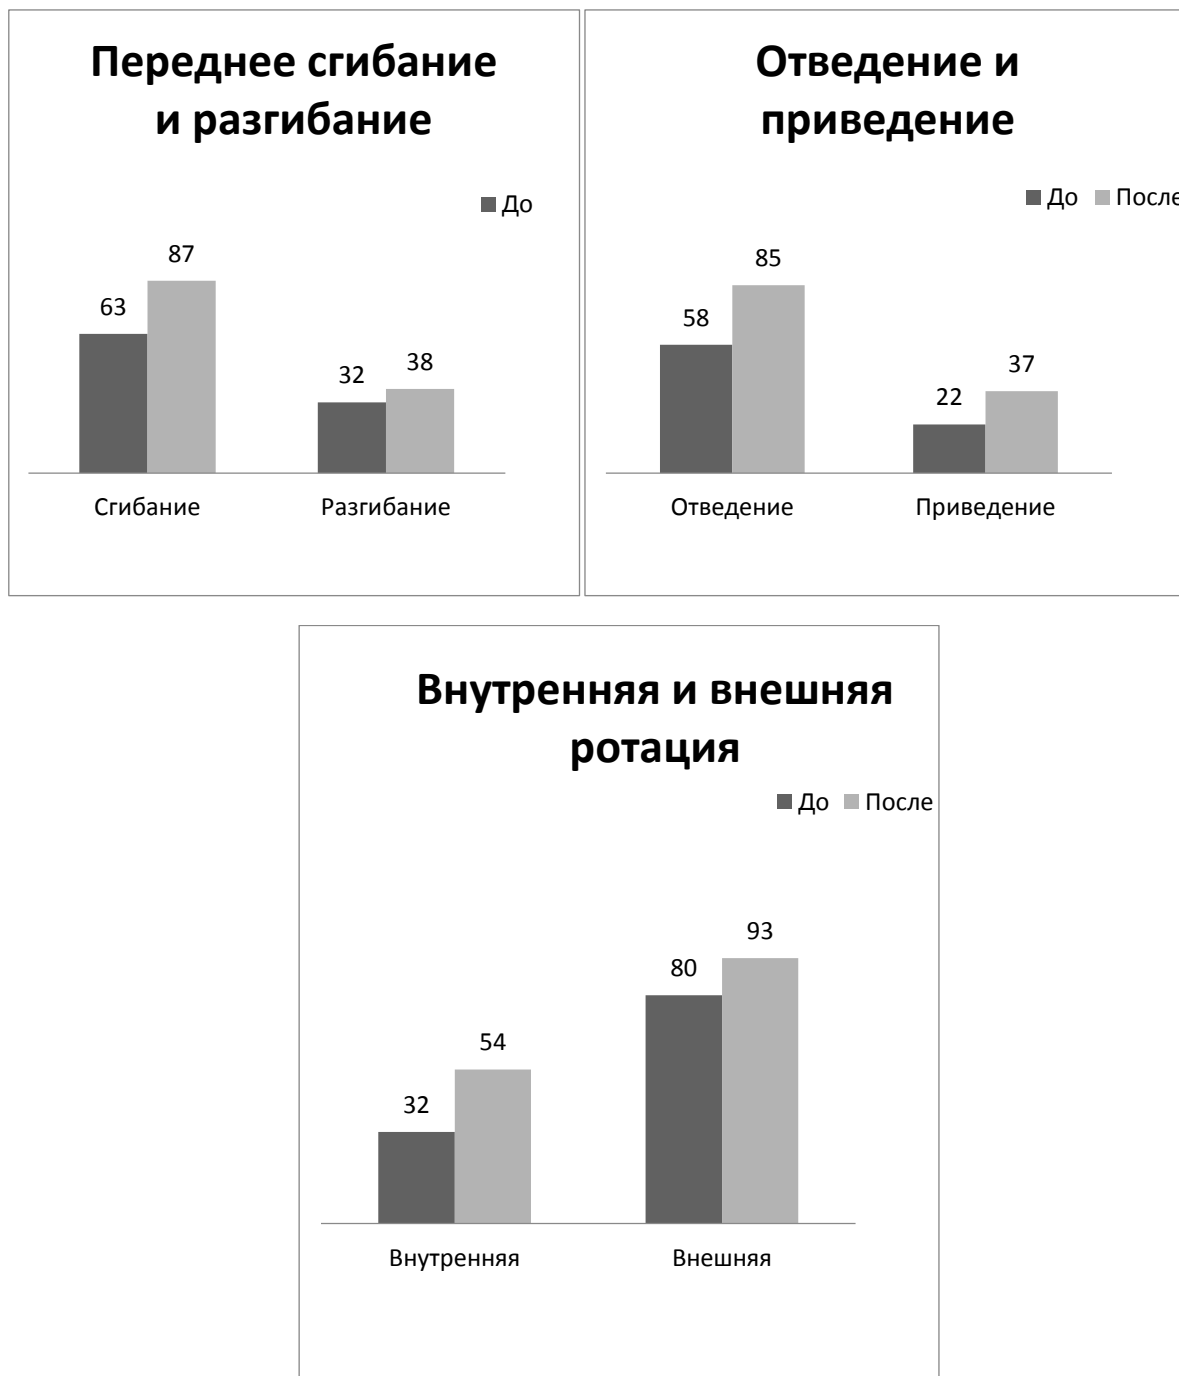 Переднее сгибание
и разгибание
До
87
63
38
32
Сгибание Разгибание
Отведение и
приведение
До После
85
58
37
22
Отведение Приведение
Внутренняя и внешняя
ротация
До После
93
80
54
32
Внутренняя Внешняя